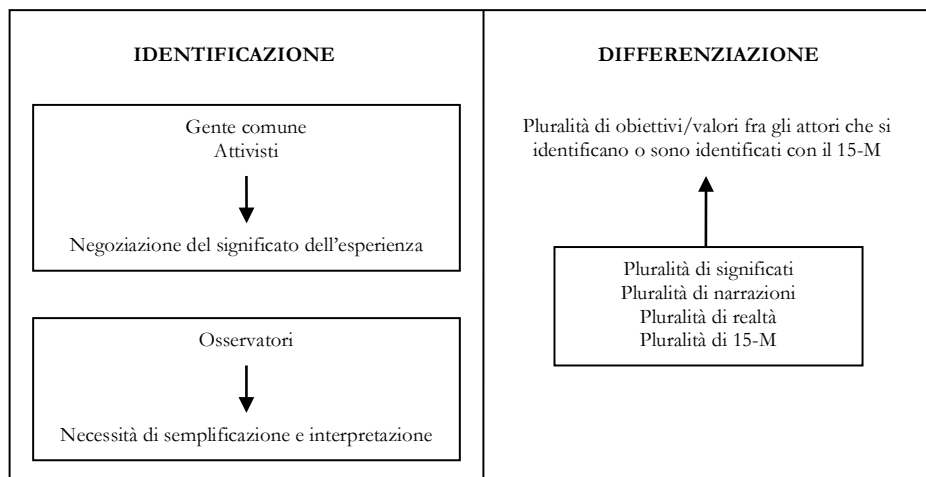 IDENTIFICAZIONE
Gente comune
Attivisti
Negoziazione del significato dell'esperienza
Osservatori
Necessità di semplificazione e interpretazione
DIFFERENZIAZIONE
Pluralità di obiettivi/valori fra gli attori che si
identificano o sono identificati con il 15-M
Pluralità di significati
Pluralità di narrazioni
Pluralità di realtà
Pluralità di 15-M